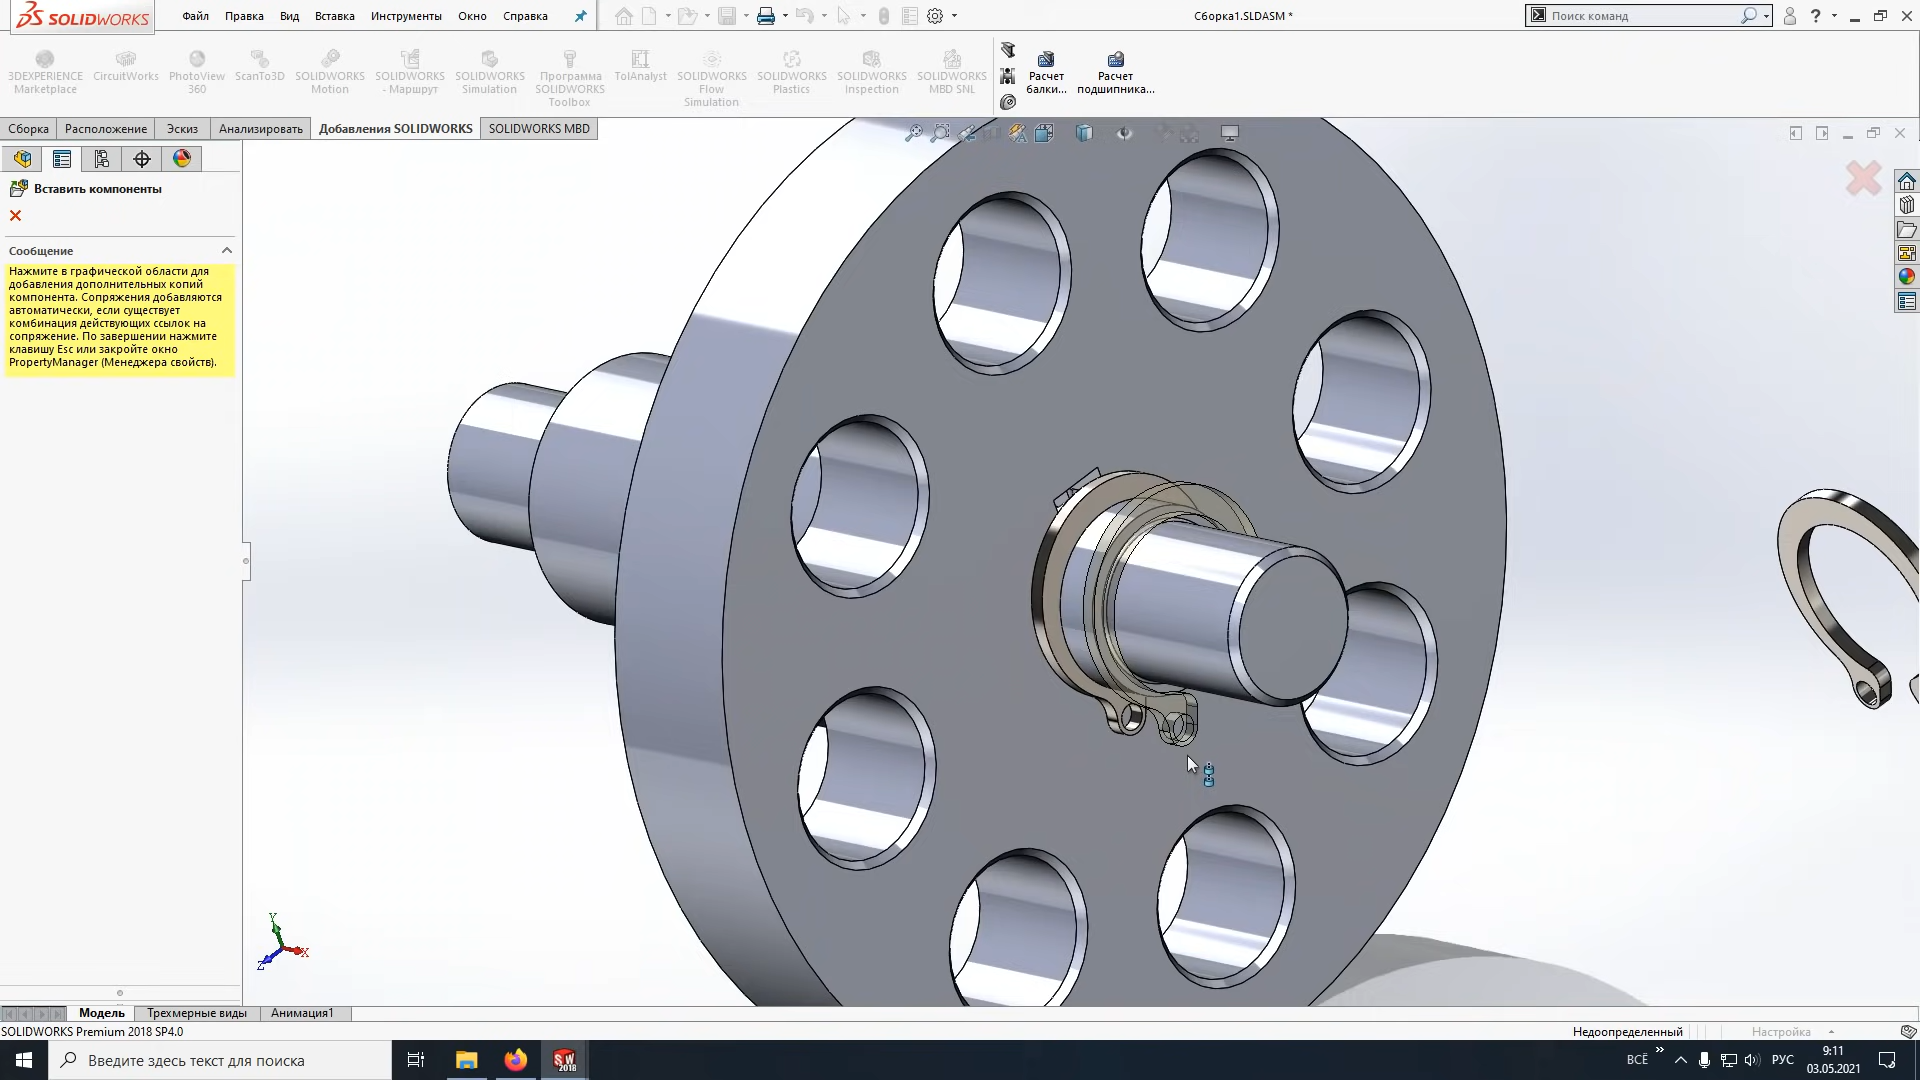 SOLIDWORKS
Файл
Правка
Вид
Вставка
Инструменты
Окно
Справка
Сборка1.SLDASM *
Поиск команд
3DEXPERIENCE
Marketplace
CircuitWorks
PhotoView
360
ScanTo3D
SOLIDWORKS
Motion
SOLIDWORKS
- Маршрут
SOLIDWORKS
Simulation
Программа
SOLIDWORKS
Toolbox
TolAnalyst
SOLIDWORKS
Flow
Simulation
SOLIDWORKS
Plastics
SOLIDWORKS
Inspection
SOLIDWORKS
MBD SNL
Расчет
балки...
Расчет
подшипника...
Сборка
Расположение
Эскиз
Анализировать
Добавления SOLIDWORKS
SOLIDWORKS MBD
Вставить компоненты
Сообщение
Нажмите в графической области для
добавления дополнительных копий
компонента. Сопряжения добавляются
автоматически, если существует
комбинация действующих ссылок на
сопряжение. По завершении нажмите
клавишу Esc или закройте окно
PropertyManager (Менеджера свойств).
Y
X
Z
Модель
Трехмерные виды
Анимация1
SOLIDWORKS Premium 2018 SP4.0
Недоопределенный
Настройка
Введите здесь текст для поиска
SW
2018
ВСЁ
РУС
9:11
03.05.2021